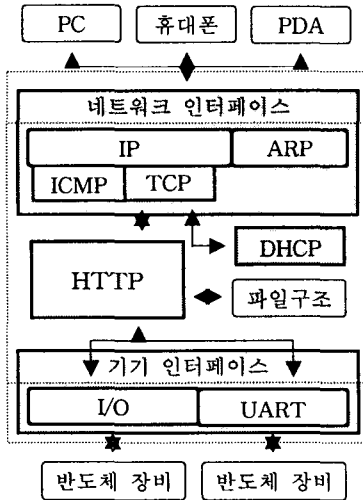 PC 휴대폰 PDA
네트워크 인터페이스
IP ARP
ICMP TCP
DHCP
HTTP
파일구조
기기 인터페이스
I/O UART
반도체 장비 반도체 장비